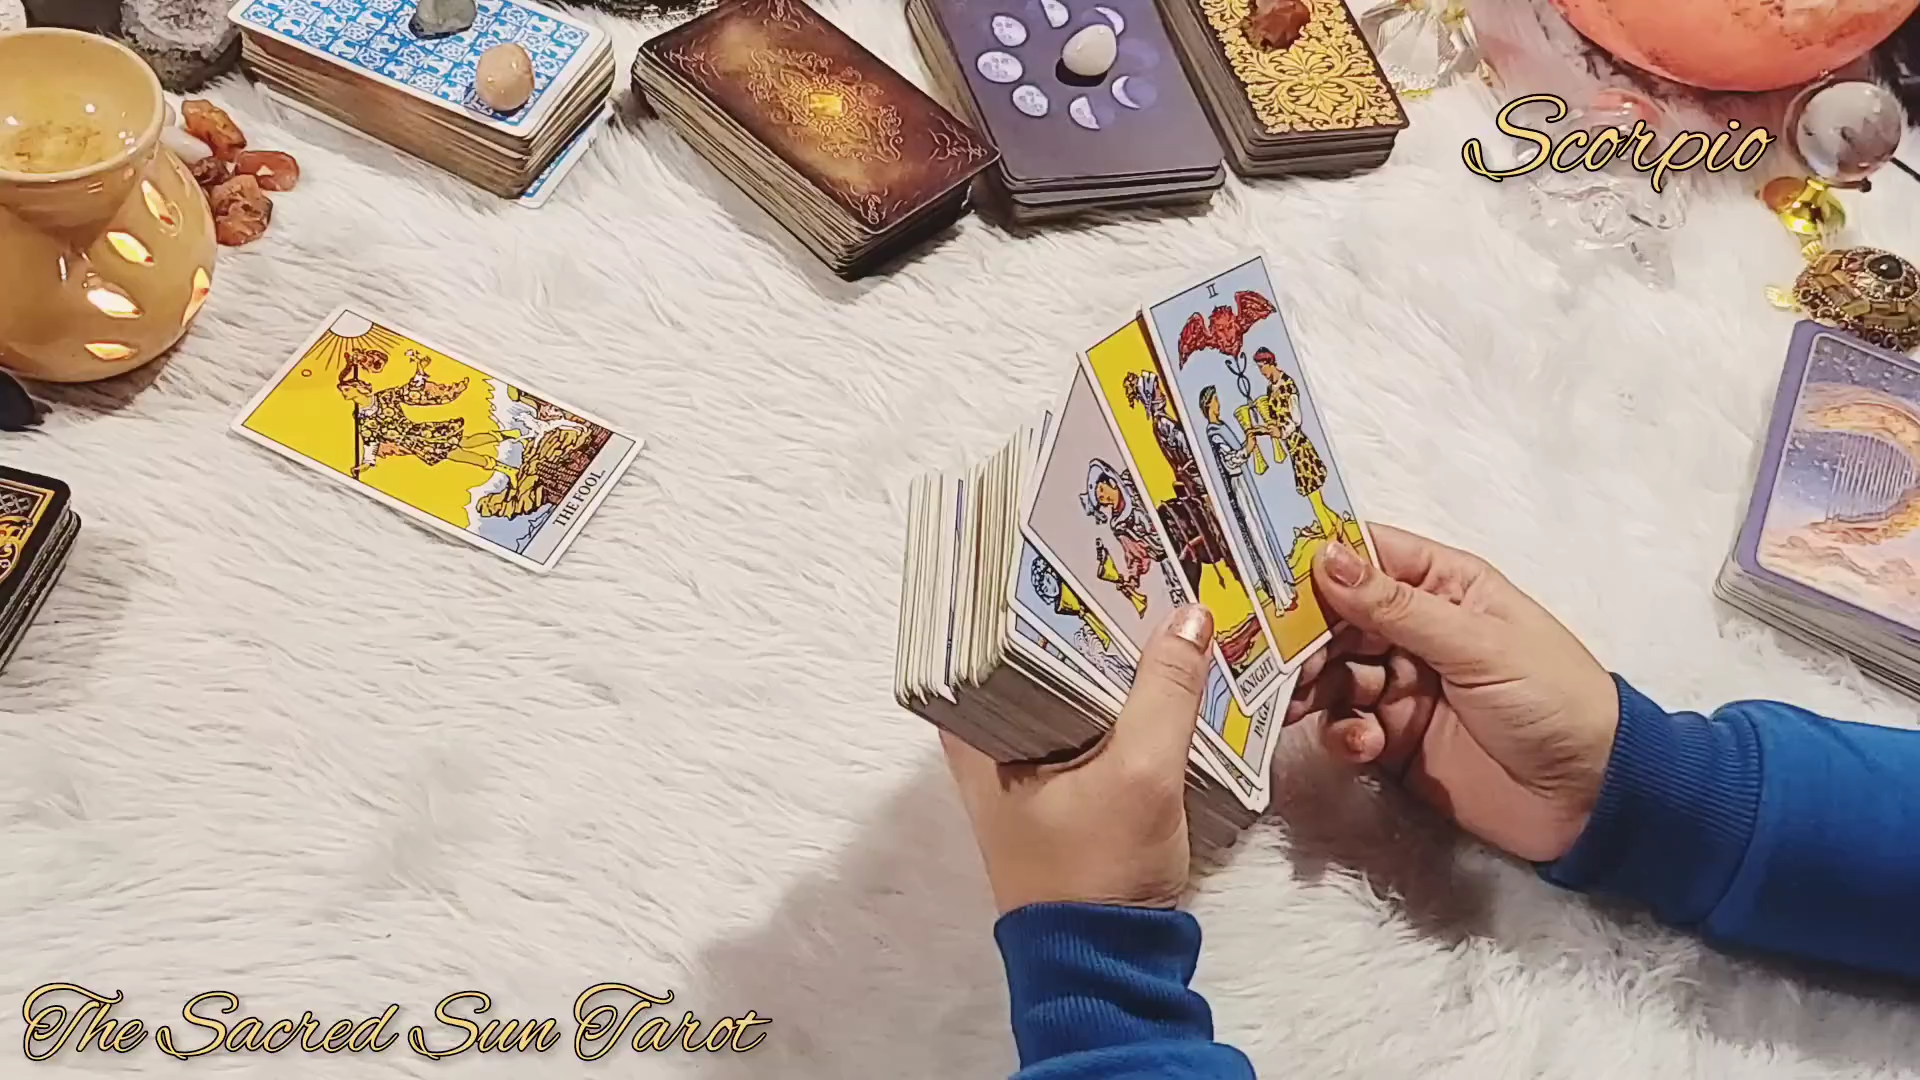 Scorpio
II
THE FOOL
KNIGHT
PAGE
The Sacred Sun Tarot